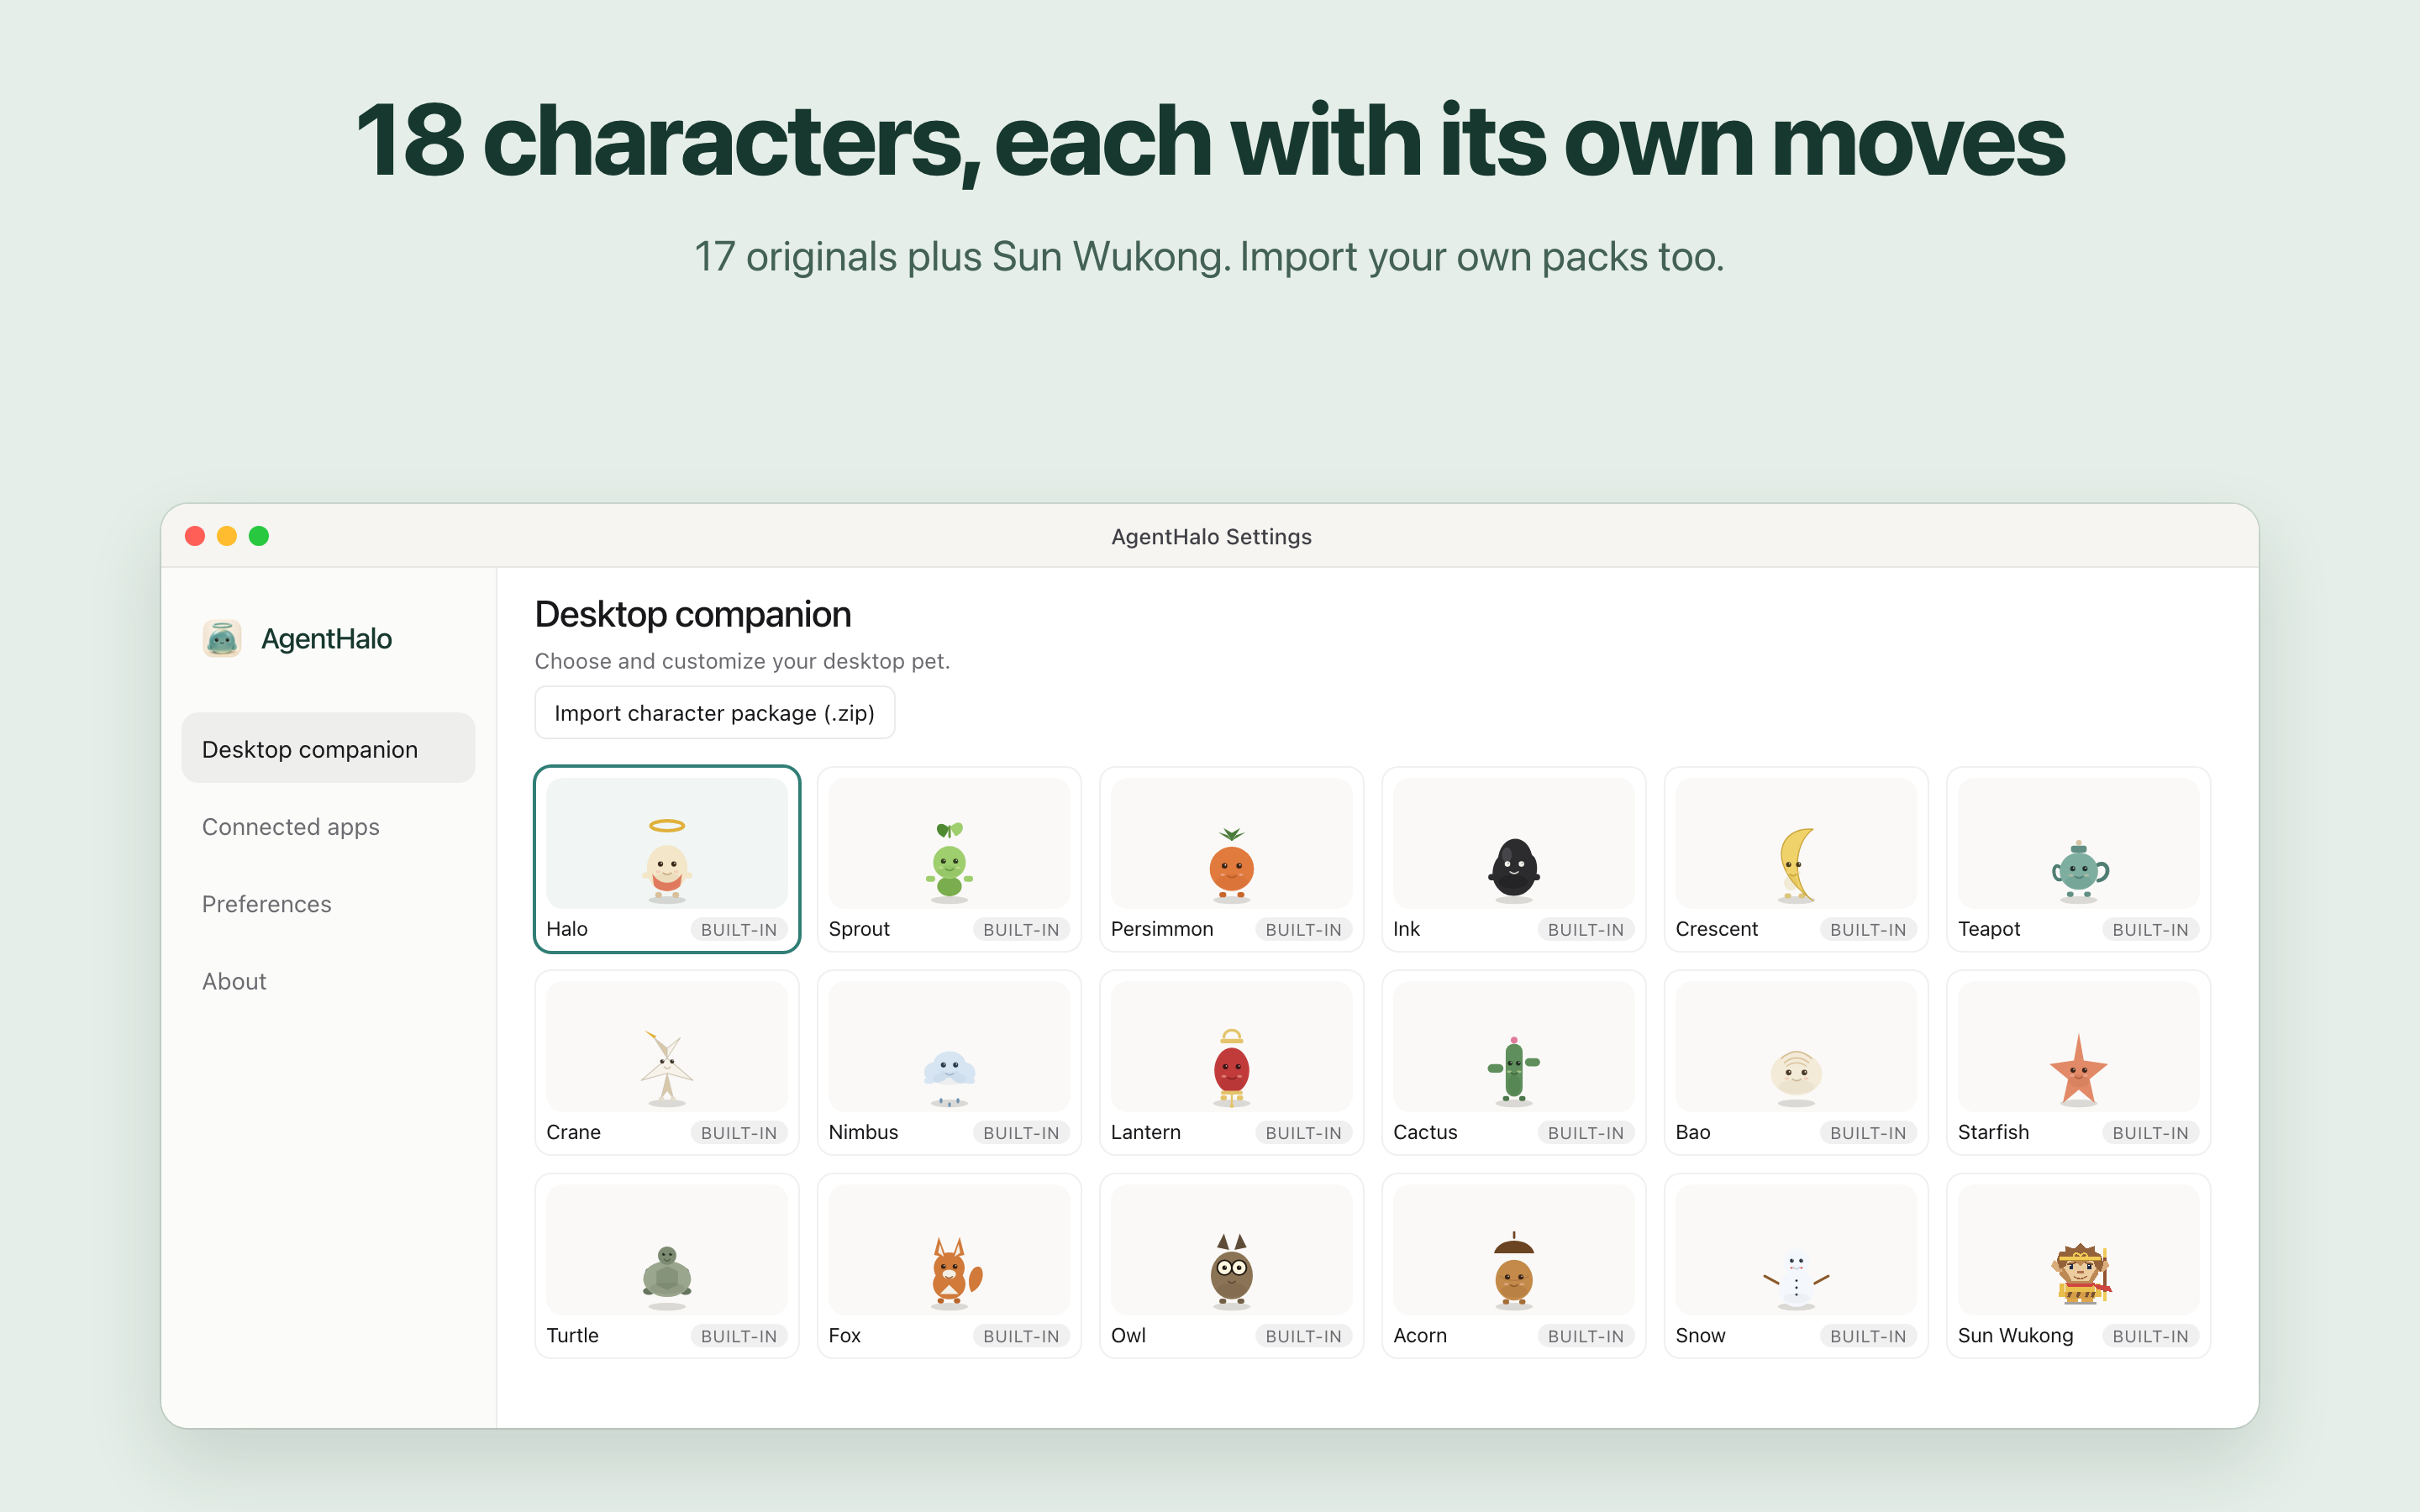 18 characters, each with its own moves
17 originals plus Sun Wukong. Import your own packs too.
AgentHalo Settings
AgentHalo
Desktop companion
Connected apps
Preferences
About
Desktop companion
Choose and customize your desktop pet.
Import character package (.zip)
Halo BUILT-IN
Sprout BUILT-IN
Persimmon BUILT-IN
Ink BUILT-IN
Crescent BUILT-IN
Teapot BUILT-IN
Crane BUILT-IN
Nimbus BUILT-IN
Lantern BUILT-IN
Cactus BUILT-IN
Bao BUILT-IN
Starfish BUILT-IN
Turtle BUILT-IN
Fox BUILT-IN
Owl BUILT-IN
Acorn BUILT-IN
Snow BUILT-IN
Sun Wukong BUILT-IN